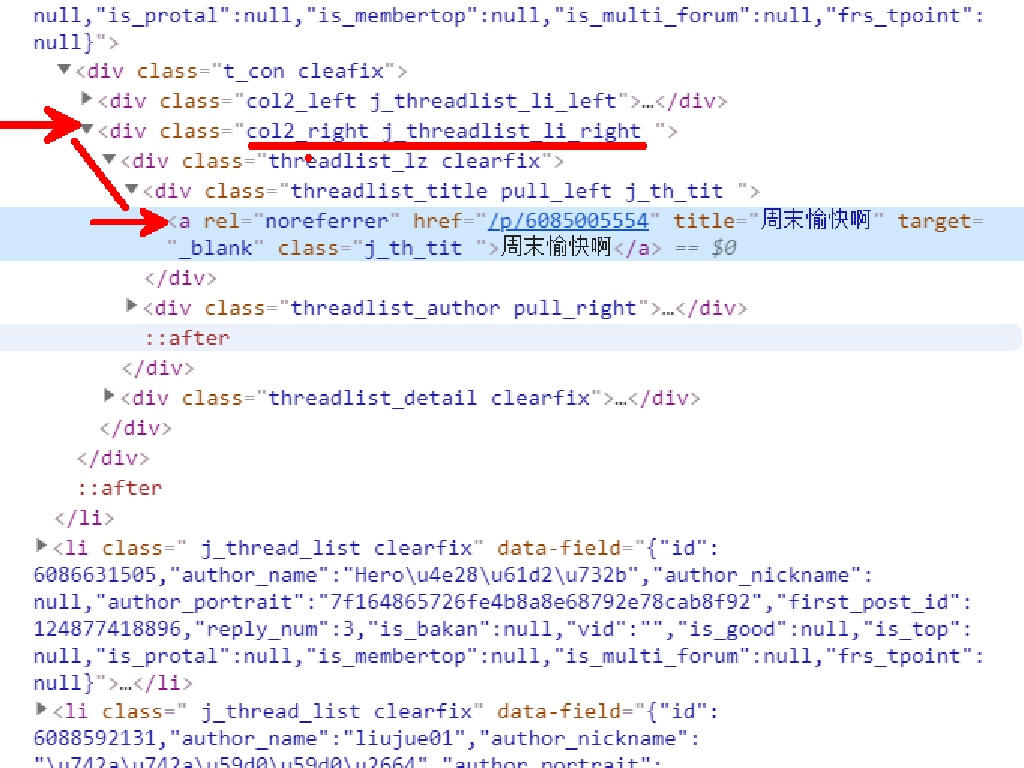 null,"is_protal":null,"is_membertop":null,"is_multi_forum":null,"frs_tpoint":
null}">
▼<div class="t_con cleafix">
▶<div class="col2_left j_threadlist_li_left">…</div>
▼<div class="col2_right j_threadlist_li_right ">
▼<div class="threadlist_lz clearfix">
▼<div class="threadlist_title pull_left j_th_tit ">
<a rel="noreferrer" href="/p/6085005554" title="周末愉快啊" target=
"_blank" class="j_th_tit ">周末愉快啊</a> == $0
</div>
▶<div class="threadlist_author pull_right">…</div>
::after
</div>
▶<div class="threadlist_detail clearfix">…</div>
</div>
</div>
::after
</li>
▶<li class=" j_thread_list clearfix" data-field="{"id":
6086631505,"author_name":"Hero\u4e28\u61d2\u732b","author_nickname":
null,"author_portrait":"7f164865726fe4b8a8e68792e78cab8f92","first_post_id":
124877418896,"reply_num":3,"is_bakan":null,"vid":"","is_good":null,"is_top":
null,"is_protal":null,"is_membertop":null,"is_multi_forum":null,"frs_tpoint":
null}">…</li>
▶<li class=" j_thread_list clearfix" data-field="{"id":
6088592131,"author_name":"liujue01","author_nickname":
"\u742a\u742a\u59d0\u59d0\u2664","author_portrait":